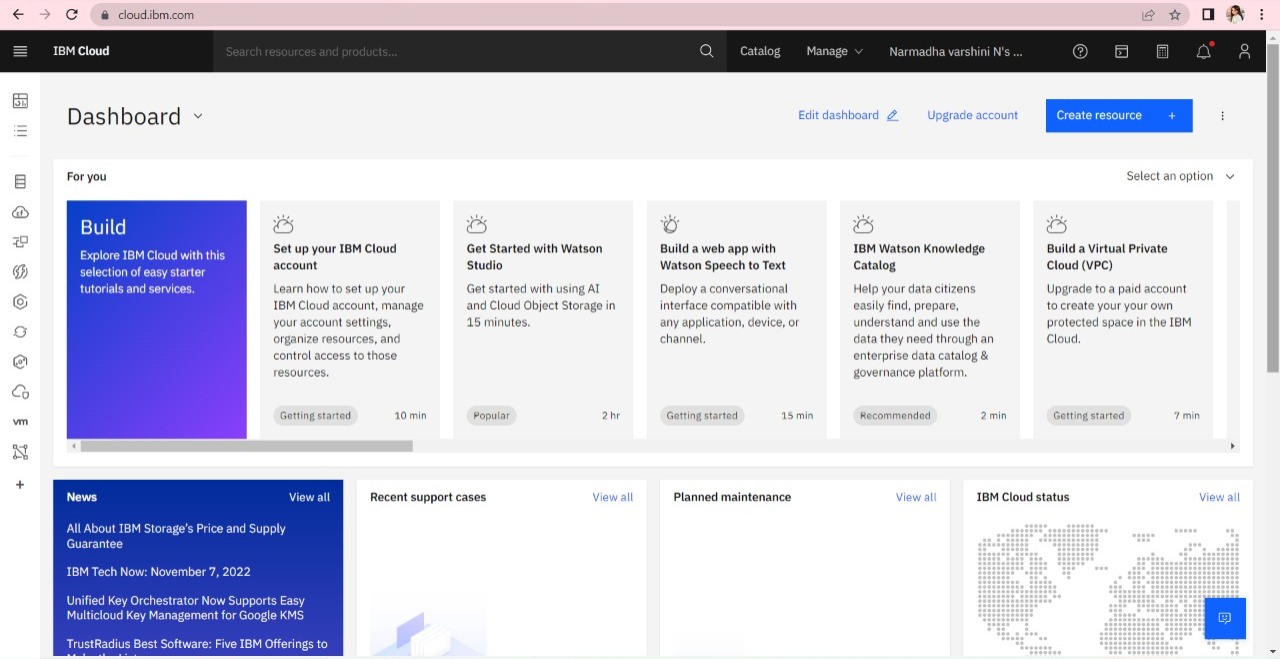 cloud.ibm.com
IBM Cloud
Search resources and products...
Catalog
Manage
Narmadha varshini N's ...
Dashboard
Edit dashboard
Upgrade account
Create resource +
For you
Select an option
Build
Explore IBM Cloud with this
selection of easy starter
tutorials and services.
Set up your IBM Cloud
account
Learn how to set up your
IBM Cloud account, manage
your account settings,
organize resources, and
control access to those
resources.
Getting started
10 min
Get Started with Watson
Studio
Get started with using AI
and Cloud Object Storage in
15 minutes.
Popular
2 hr
Build a web app with
Watson Speech to Text
Deploy a conversational
interface compatible with
any application, device, or
channel.
Getting started
15 min
IBM Watson Knowledge
Catalog
Help your data citizens
easily find, prepare,
understand and use the
data they need through an
enterprise data catalog &
governance platform.
Recommended
2 min
Build a Virtual Private
Cloud (VPC)
Upgrade to a paid account
to create your your own
protected space in the IBM
Cloud.
Getting started
7 min
vm
News
View all
All About IBM Storage's Price and Supply
Guarantee
IBM Tech Now: November 7, 2022
Unified Key Orchestrator Now Supports Easy
Multicloud Key Management for Google KMS
TrustRadius Best Software: Five IBM Offerings to
Recent support cases
View all
Planned maintenance
View all
IBM Cloud status
View all